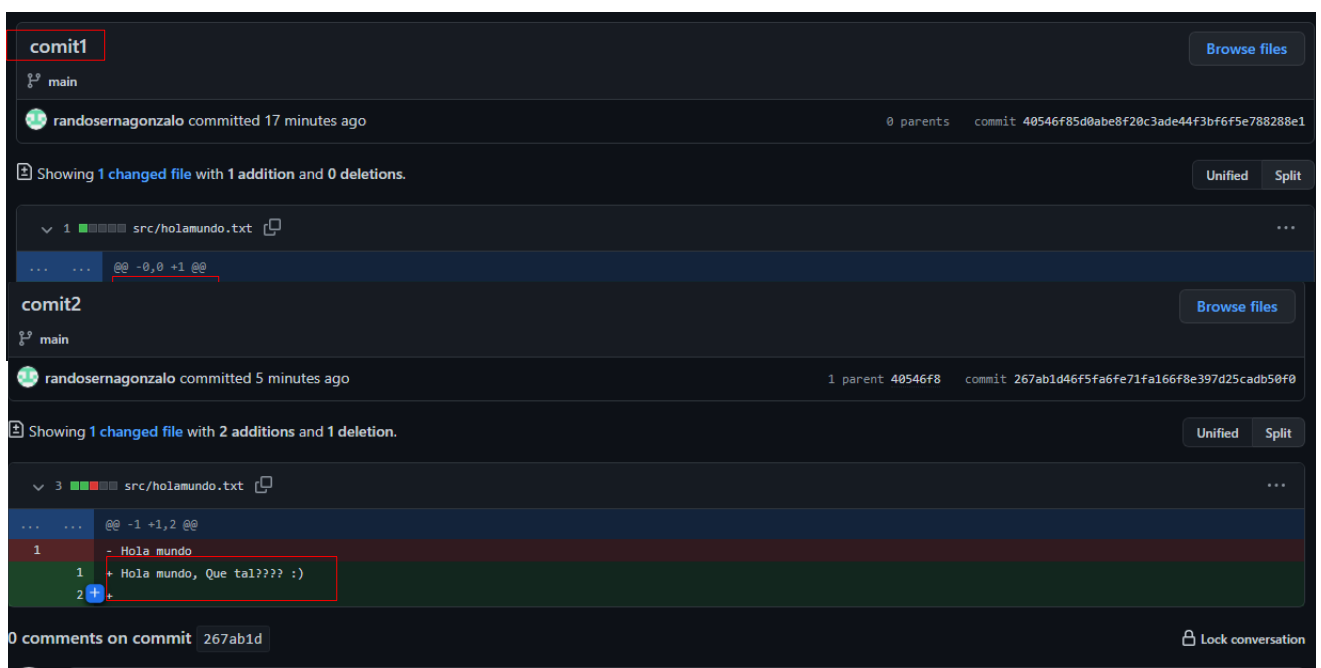 comit1
Browse files
main
randosernagonzalo committed 17 minutes ago 0 parents commit 40546f85d0abe8f20c3ade44f3bf6f5e788288e1
Showing 1 changed file with 1 addition and 0 deletions. Unified Split
1 src/holamundo.txt ...
... ... @@ -0,0 +1 @@
comit2
Browse files
main
randosernagonzalo committed 5 minutes ago 1 parent 40546f8 commit 267ab1d46f5fa6fe71fa166f8e397d25cadb50f0
Showing 1 changed file with 2 additions and 1 deletion. Unified Split
3 src/holamundo.txt ...
... ... @@ -1 +1,2 @@
1 - Hola mundo
1 + Hola mundo, Que tal???? :)
2 + +
0 comments on commit 267ab1d Lock conversation